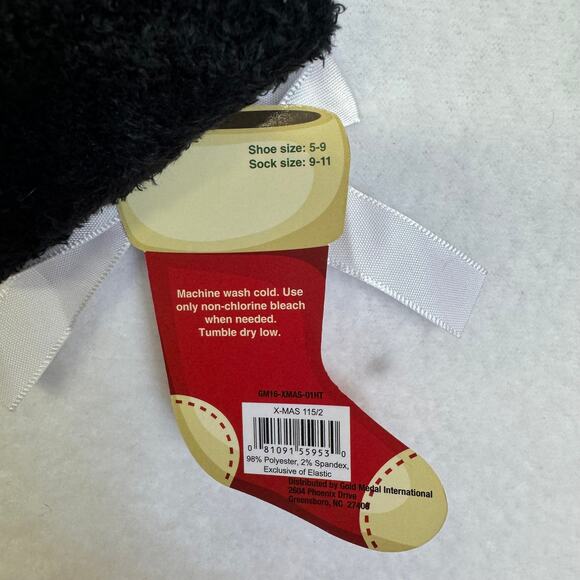 Shoe size: 5-9
Sock size: 9-11
Machine wash cold. Use
only non-chlorine bleach
when needed.
Tumble dry low.
GM16-XMAS-01HT
X-MAS 115/2
0 81091 55953 0
98% Polyester, 2% Spandex,
Exclusive of Elastic
Distributed by Gold Medal International
2604 Phoenix Drive
Greensboro, NC 27406